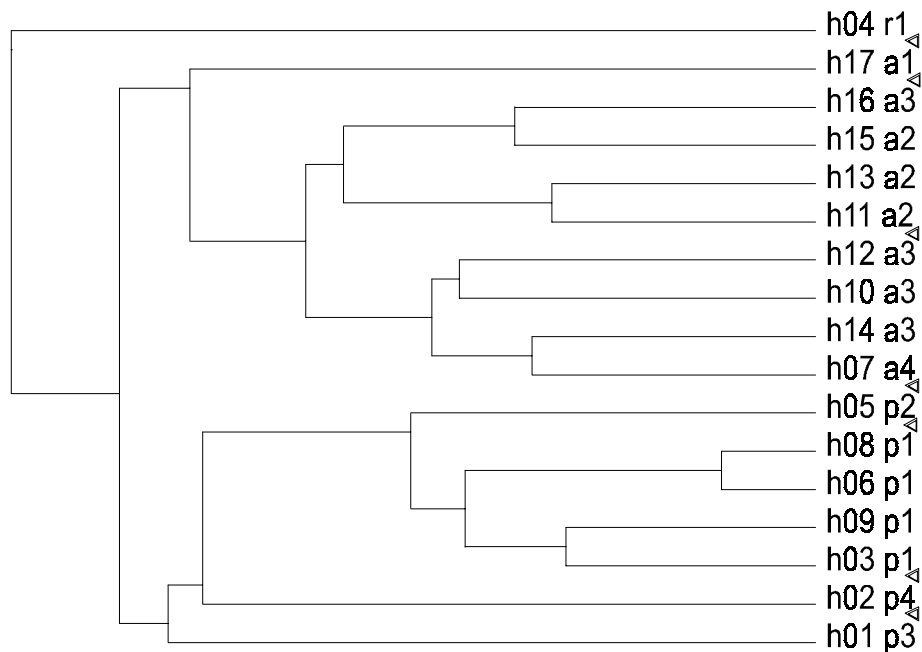 h04 r1
h17 a1
h16 a3
h15 a2
h13 a2
h11 a2
h12 a3
h10 a3
h14 a3
h07 a4
h05 p2
h08 p1
h06 p1
h09 p1
h03 p1
h02 p4
h01 p3